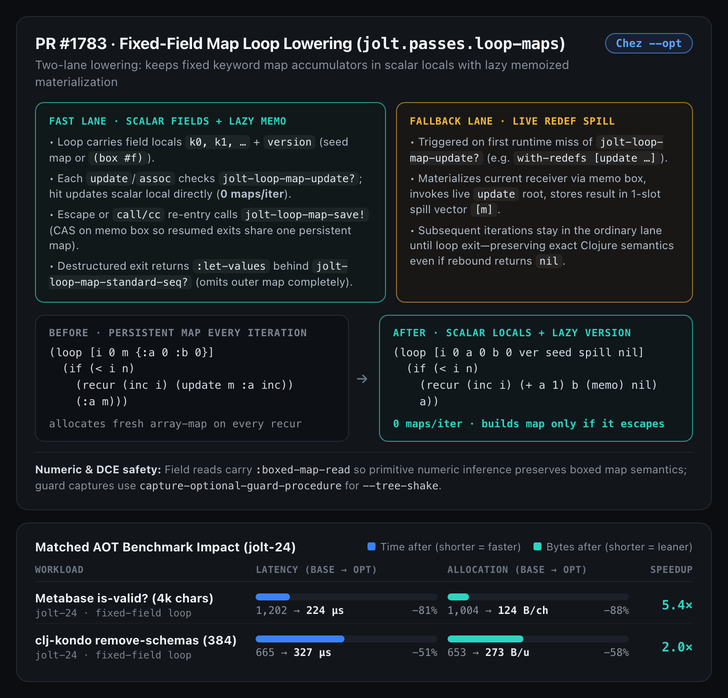 PR #1783 · Fixed-Field Map Loop Lowering (jolt.passes.loop-maps)
Chez --opt
Two-lane lowering: keeps fixed keyword map accumulators in scalar locals with lazy memoized
materialization
FAST LANE · SCALAR FIELDS + LAZY MEMO
• Loop carries field locals k0, k1, … + version (seed
map or (box #f) ).
• Each update / assoc checks jolt-loop-map-update? ;
hit updates scalar local directly (0 maps/iter).
• Escape or call/cc re-entry calls jolt-loop-map-save!
(CAS on memo box so resumed exits share one persistent
map).
• Destructured exit returns :let-values behind jolt-
loop-map-standard-seq? (omits outer map completely).
FALLBACK LANE · LIVE REDEF SPILL
• Triggered on first runtime miss of jolt-loop-
map-update? (e.g. with-redefs [update …] ).
• Materializes current receiver via memo box,
invokes live update root, stores result in 1-slot
spill vector [m] .
• Subsequent iterations stay in the ordinary lane
until loop exit—preserving exact Clojure semantics
even if rebound returns nil .
BEFORE · PERSISTENT MAP EVERY ITERATION
(loop [i 0 m {:a 0 :b 0}]
(if (< i n)
(recur (inc i) (update m :a inc))
(:a m)))
allocates fresh array-map on every recur
→
AFTER · SCALAR LOCALS + LAZY VERSION
(loop [i 0 a 0 b 0 ver seed spill nil]
(if (< i n)
(recur (inc i) (+ a 1) b (memo) nil)
a))
0 maps/iter · builds map only if it escapes
Numeric & DCE safety: Field reads carry :boxed-map-read so primitive numeric inference preserves boxed map semantics;
guard captures use capture-optional-guard-procedure for --tree-shake.
Matched AOT Benchmark Impact (jolt-24)
Time after (shorter = faster)
Bytes after (shorter = leaner)
WORKLOAD LATENCY (BASE → OPT) ALLOCATION (BASE → OPT) SPEEDUP
Metabase is-valid? (4k chars)
jolt-24 · fixed-field loop
1,202 → 224 μs −81%
1,004 → 124 B/ch −88%
5.4×
clj-kondo remove-schemas (384)
jolt-24 · fixed-field loop
665 → 327 μs −51%
653 → 273 B/u −58%
2.0×